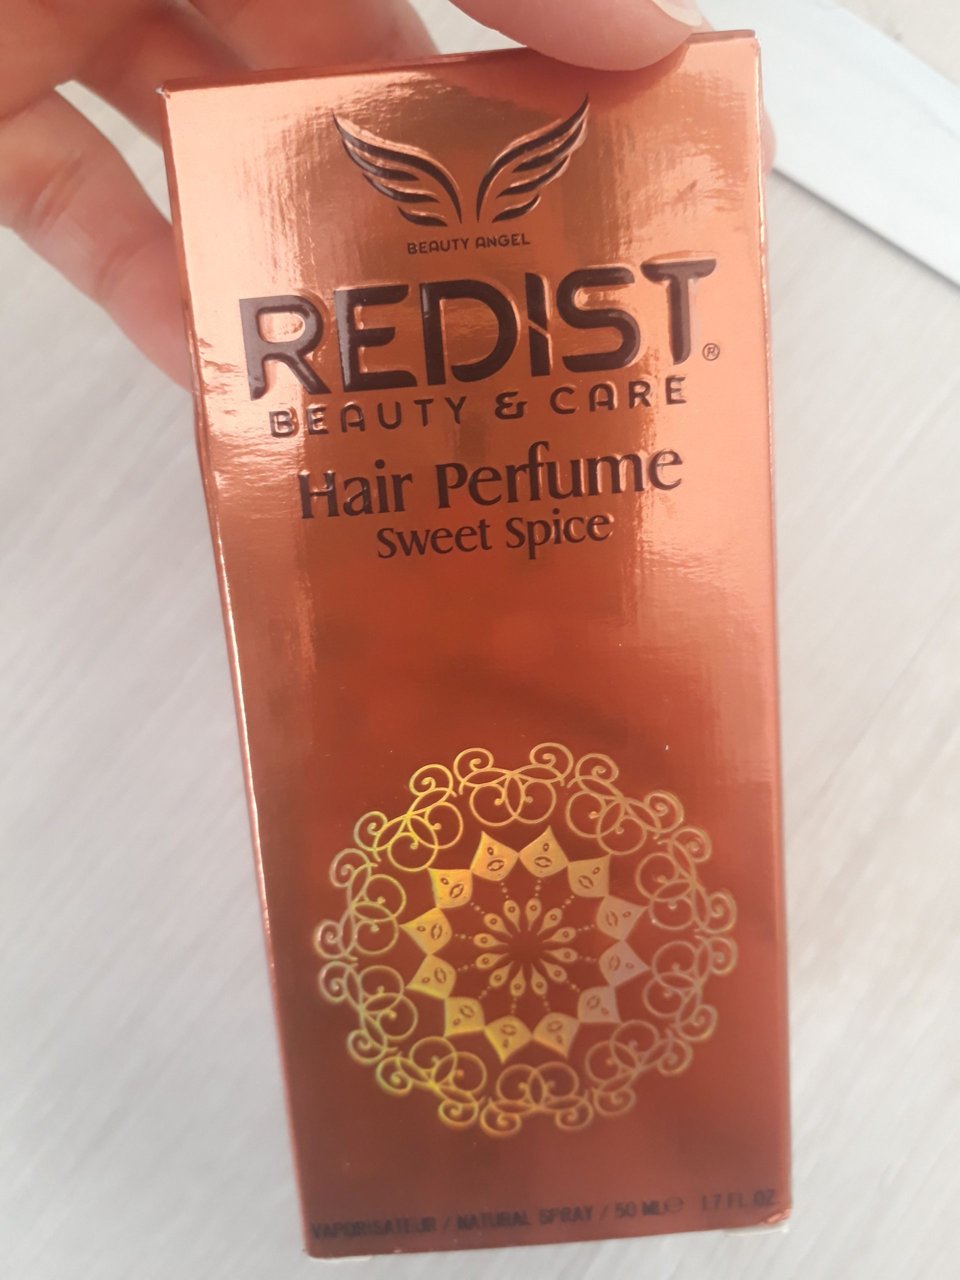 BEAUTY ANGEL
REDIST®
BEAUTY & CARE
Hair Perfume
Sweet Spice
VAPORISATEUR / NATURAL SPRAY / 50 ML℮ 1.7 FL.OZ.